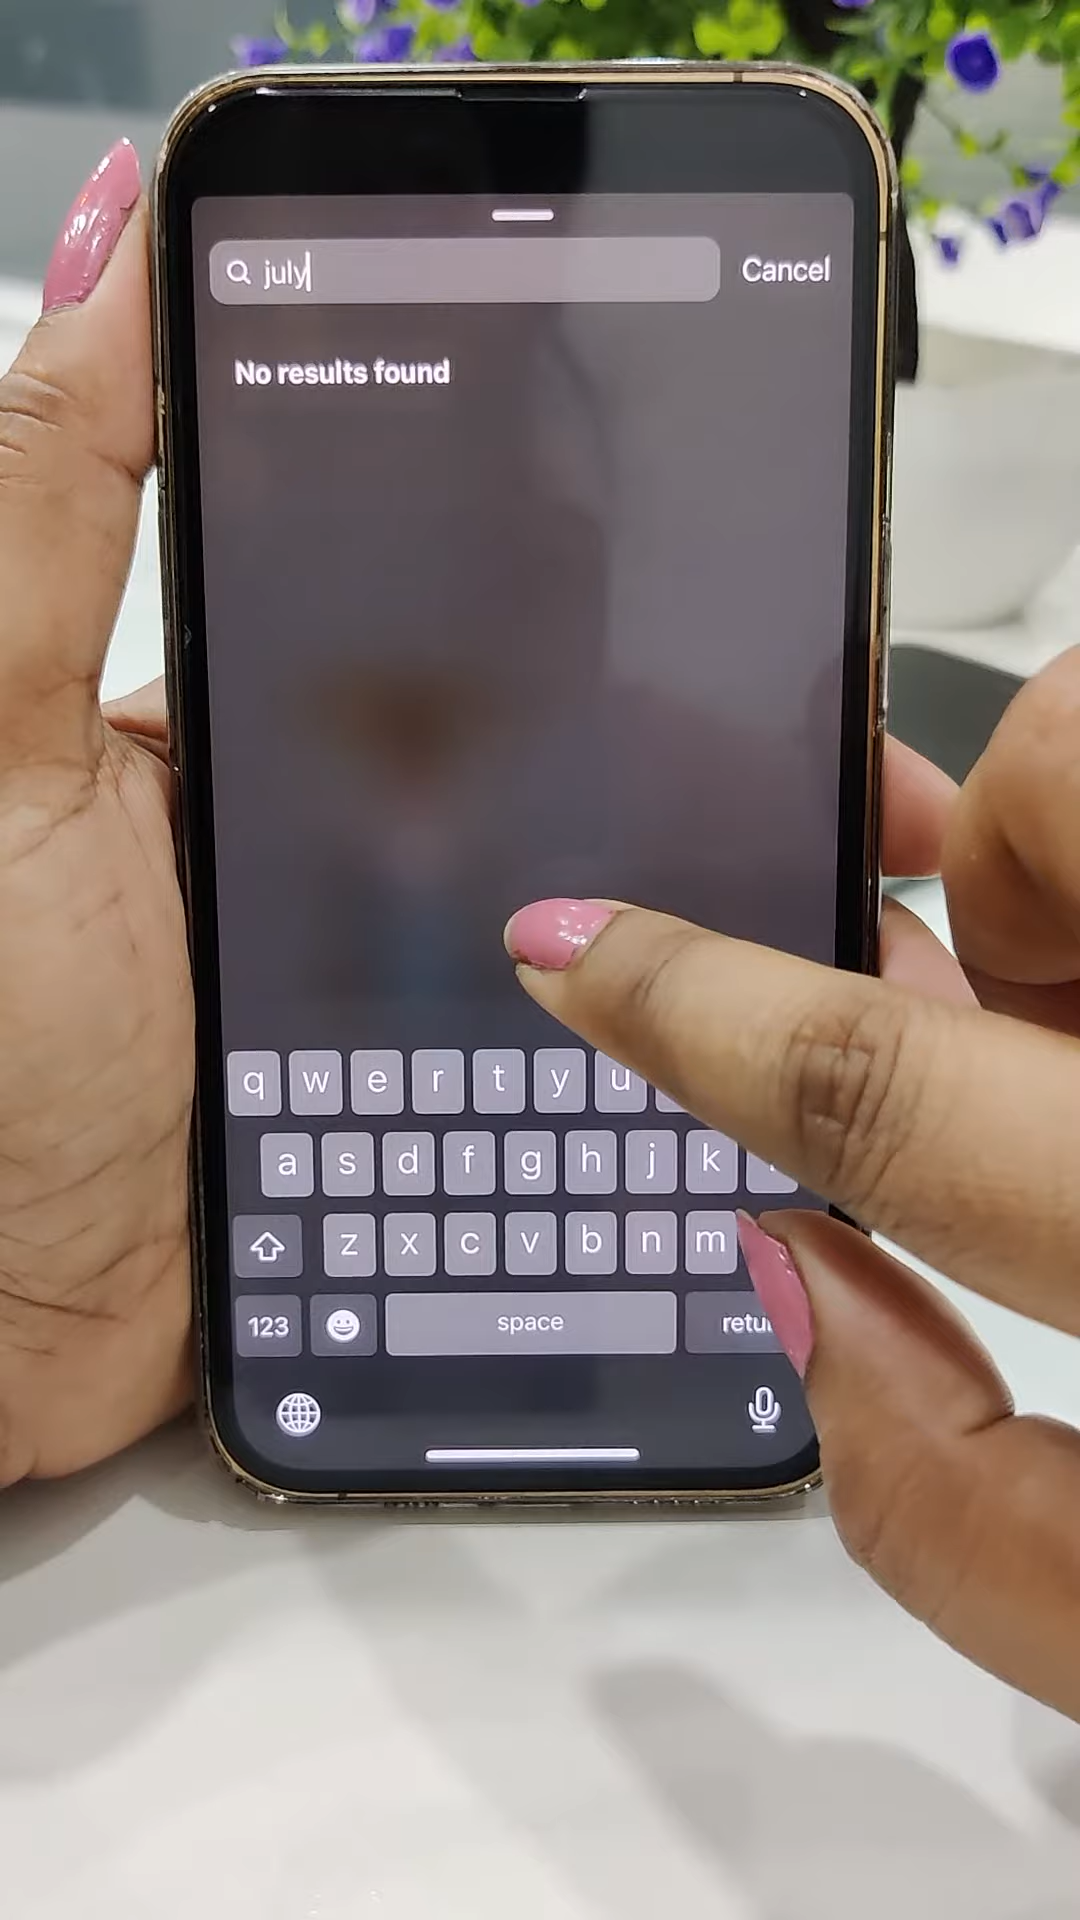 july
Cancel
No results found
q w e r t y u
a s d f g h j k
z x c v b n m
123
space